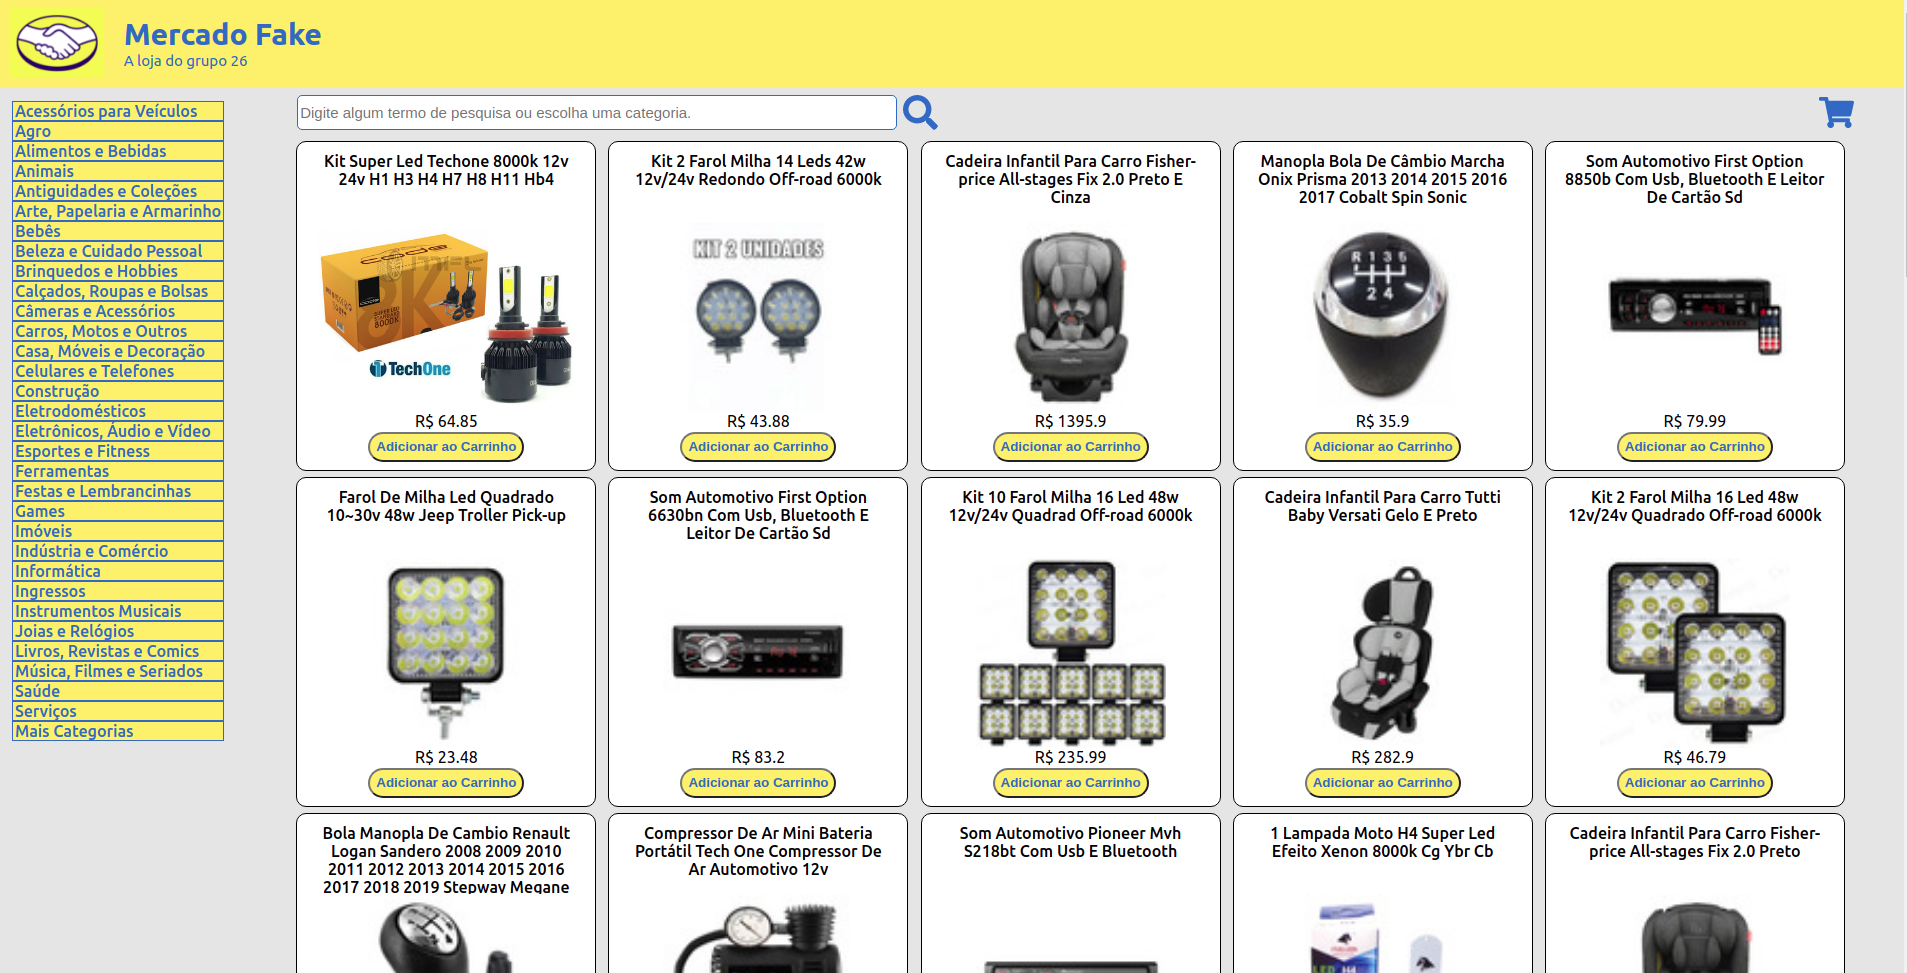 Mercado Fake
A loja do grupo 26
Digite algum termo de pesquisa ou escolha uma categoria.
Acessórios para Veículos
Agro
Alimentos e Bebidas
Animais
Antiguidades e Coleções
Arte, Papelaria e Armarinho
Bebês
Beleza e Cuidado Pessoal
Brinquedos e Hobbies
Calçados, Roupas e Bolsas
Câmeras e Acessórios
Carros, Motos e Outros
Casa, Móveis e Decoração
Celulares e Telefones
Construção
Eletrodomésticos
Eletrônicos, Áudio e Vídeo
Esportes e Fitness
Ferramentas
Festas e Lembrancinhas
Games
Imóveis
Indústria e Comércio
Informática
Ingressos
Instrumentos Musicais
Joias e Relógios
Livros, Revistas e Comics
Música, Filmes e Seriados
Saúde
Serviços
Mais Categorias
Kit Super Led Techone 8000k 12v
24v H1 H3 H4 H7 H8 H11 Hb4
TechOne
R$ 64.85
Adicionar ao Carrinho
Kit 2 Farol Milha 14 Leds 42w
12v/24v Redondo Off-road 6000k
KIT 2 UNIDADES
R$ 43.88
Adicionar ao Carrinho
Cadeira Infantil Para Carro Fisher-
price All-stages Fix 2.0 Preto E
Cinza
R$ 1395.9
Adicionar ao Carrinho
Manopla Bola De Câmbio Marcha
Onix Prisma 2013 2014 2015 2016
2017 Cobalt Spin Sonic
R 1 3 5
2 4
R$ 35.9
Adicionar ao Carrinho
Som Automotivo First Option
8850b Com Usb, Bluetooth E Leitor
De Cartão Sd
R$ 79.99
Adicionar ao Carrinho
Farol De Milha Led Quadrado
10~30v 48w Jeep Troller Pick-up
R$ 23.48
Adicionar ao Carrinho
Som Automotivo First Option
6630bn Com Usb, Bluetooth E
Leitor De Cartão Sd
R$ 83.2
Adicionar ao Carrinho
Kit 10 Farol Milha 16 Led 48w
12v/24v Quadrad Off-road 6000k
R$ 235.99
Adicionar ao Carrinho
Cadeira Infantil Para Carro Tutti
Baby Versati Gelo E Preto
R$ 282.9
Adicionar ao Carrinho
Kit 2 Farol Milha 16 Led 48w
12v/24v Quadrado Off-road 6000k
R$ 46.79
Adicionar ao Carrinho
Bola Manopla De Cambio Renault
Logan Sandero 2008 2009 2010
2011 2012 2013 2014 2015 2016
2017 2018 2019 Stepway Megane
Compressor De Ar Mini Bateria
Portátil Tech One Compressor De
Ar Automotivo 12v
Som Automotivo Pioneer Mvh
S218bt Com Usb E Bluetooth
1 Lampada Moto H4 Super Led
Efeito Xenon 8000k Cg Ybr Cb
LED H4
Cadeira Infantil Para Carro Fisher-
price All-stages Fix 2.0 Preto